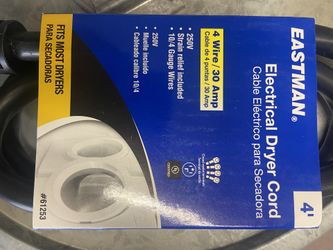 EASTMAN®
Electrical Dryer Cord
Cable Eléctrico para Secadora
4'
4 Wire / 30 Amp
Cable de 4 puntas / 30 Amp
• 250V
• Strain relief included
• 10/4 Gauge Wires
• 250V
• Muelle incluido
• Cableado calibre 10/4
FITS MOST DRYERS
PARA SECADORAS
#61253